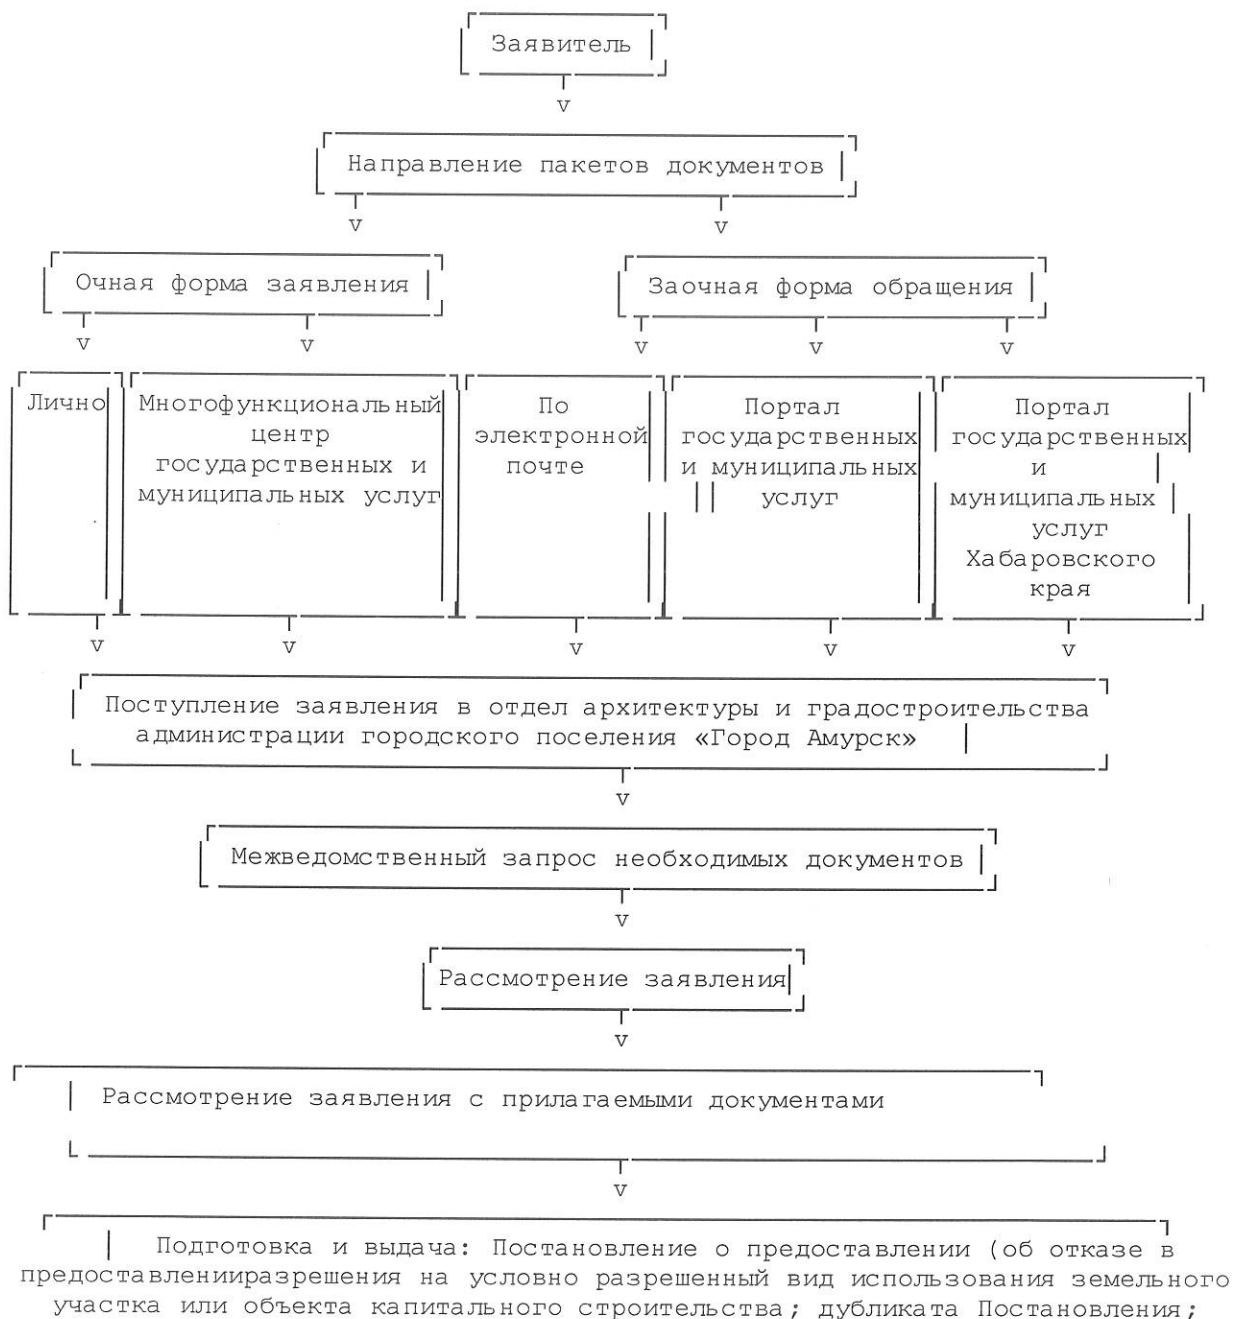 Заявитель
v
Направление пакетов документов
v v
Очная форма заявления Заочная форма обращения
v v v v v
Лично
Многофункциональный
центр
государственных и
муниципальных услуг
По
электронной
почте
Портал
государственных
и муниципальных
услуг
Портал
государственных
и
муниципальных
услуг
Хабаровского
края
v v v v v
Поступление заявления в отдел архитектуры и градостроительства
администрации городского поселения «Город Амурск»
v
Межведомственный запрос необходимых документов
v
Рассмотрение заявления
v
Рассмотрение заявления с прилагаемыми документами
v
Подготовка и выдача: Постановление о предоставлении (об отказе в
предоставленииразрешения на условно разрешенный вид использования земельного
участка или объекта капитального строительства; дубликата Постановления;